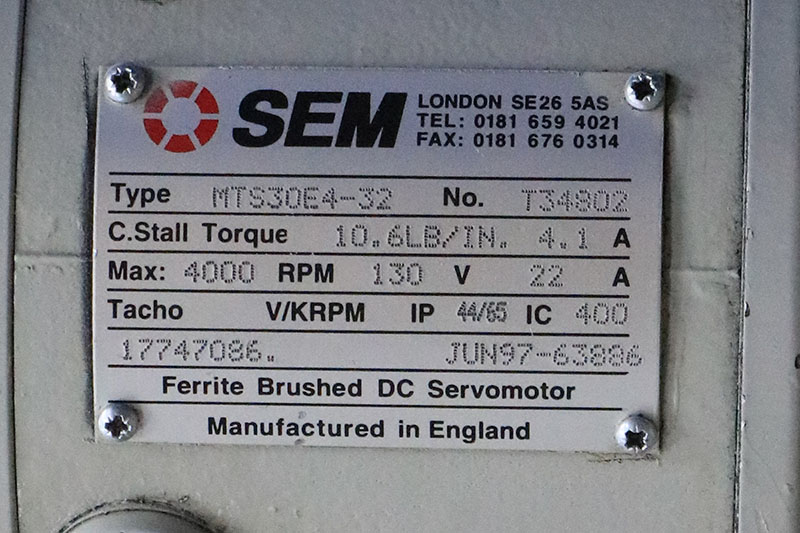 SEM
LONDON SE26 5AS
TEL: 0181 659 4021
FAX: 0181 676 0314
Type MTS30E4-32 No. T34802
C.Stall Torque 10.6LB/IN. 4.1 A
Max: 4000 RPM 130 V 22 A
Tacho V/KRPM IP 44/65 IC 400
17747086. JUN97-63886
Ferrite Brushed DC Servomotor
Manufactured in England